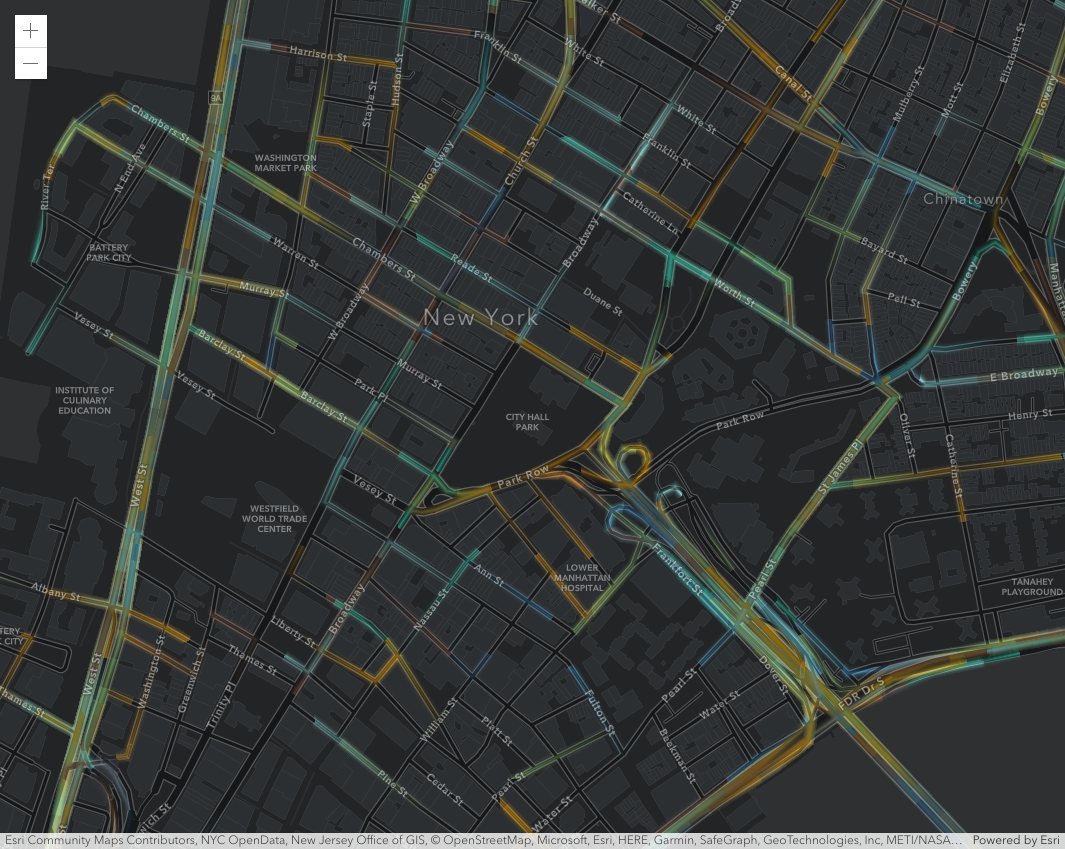 Harrison St
Franklin St
White St
Canal St
Mulberry St
Mott St
Elizabeth St
Bowery
Staple St
Hudson St
9A
Chambers St
River Ter
N End Ave
WASHINGTON
MARKET PARK
W Broadway
Church St
White St
Franklin St
Catherine Ln
Chinatown
BATTERY
PARK CITY
Warren St
Chambers St
Reade St
Broadway
Bayard St
Murray St
W Broadway
New York
Duane St
Worth St
Pell St
Bowery
Vesey St
Barclay St
Murray St
Vesey St
Park Pl
Barclay St
INSTITUTE OF
CULINARY
EDUCATION
CITY HALL
PARK
Park Row
E Broadway
Henry St
Oliver St
Catherine St
Park Row
St James Pl
West St
Vesey St
WESTFIELD
WORLD TRADE
CENTER
Ann St
LOWER
MANHATTAN
HOSPITAL
Frankfort St
Pearl St
TANAHEY
PLAYGROUND
Albany St
Nassau St
Broadway
Liberty St
Thames St
West St
Washington St
Greenwich St
Trinity Pl
Thames St
William St
Platt St
Fulton St
Pearl St
Water St
Dover St
FDR Dr S
Beekman St
Pine St
Cedar St
Pearl St
Water St
Esri Community Maps Contributors, NYC OpenData, New Jersey Office of GIS, © OpenStreetMap, Microsoft, Esri, HERE, Garmin, SafeGraph, GeoTechnologies, Inc, METI/NASA… Powered by Esri